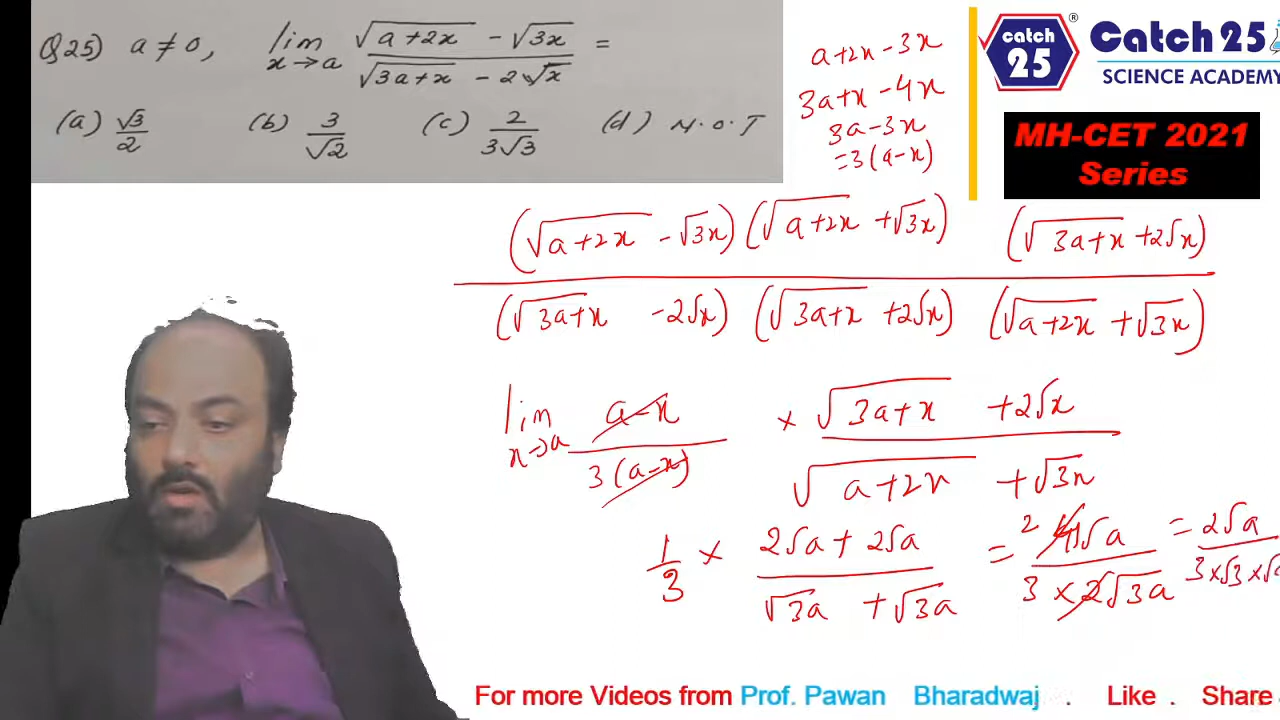 Q25) a ≠ 0, lim x→a (√(a+2x) - √(3x)) / (√(3a+x) - 2√x) =
(a) √3/2 (b) 3/√2 (c) 2/(3√3) (d) N.O.T
a+2x-3x
3a+x-4x
3a-3x
=3(a-x)
catch 25 ®
Catch 25
SCIENCE ACADEMY
MH-CET 2021
Series
(√(a+2x) - √3x) (√(a+2x) + √3x) (√(3a+x) + 2√x)
(√(3a+x) - 2√x) (√(3a+x) + 2√x) (√(a+2x) + √3x)
lim x→a (a-x) / 3(a-x) × (√(3a+x) + 2√x) / (√(a+2x) + √3x)
1/3 × (2√a + 2√a) / (√3a + √3a) = 2 4√a / (3 × 2√3a) = 2√a / (3×√3×√a
For more Videos from Prof. Pawan Bharadwaj . Like . Share